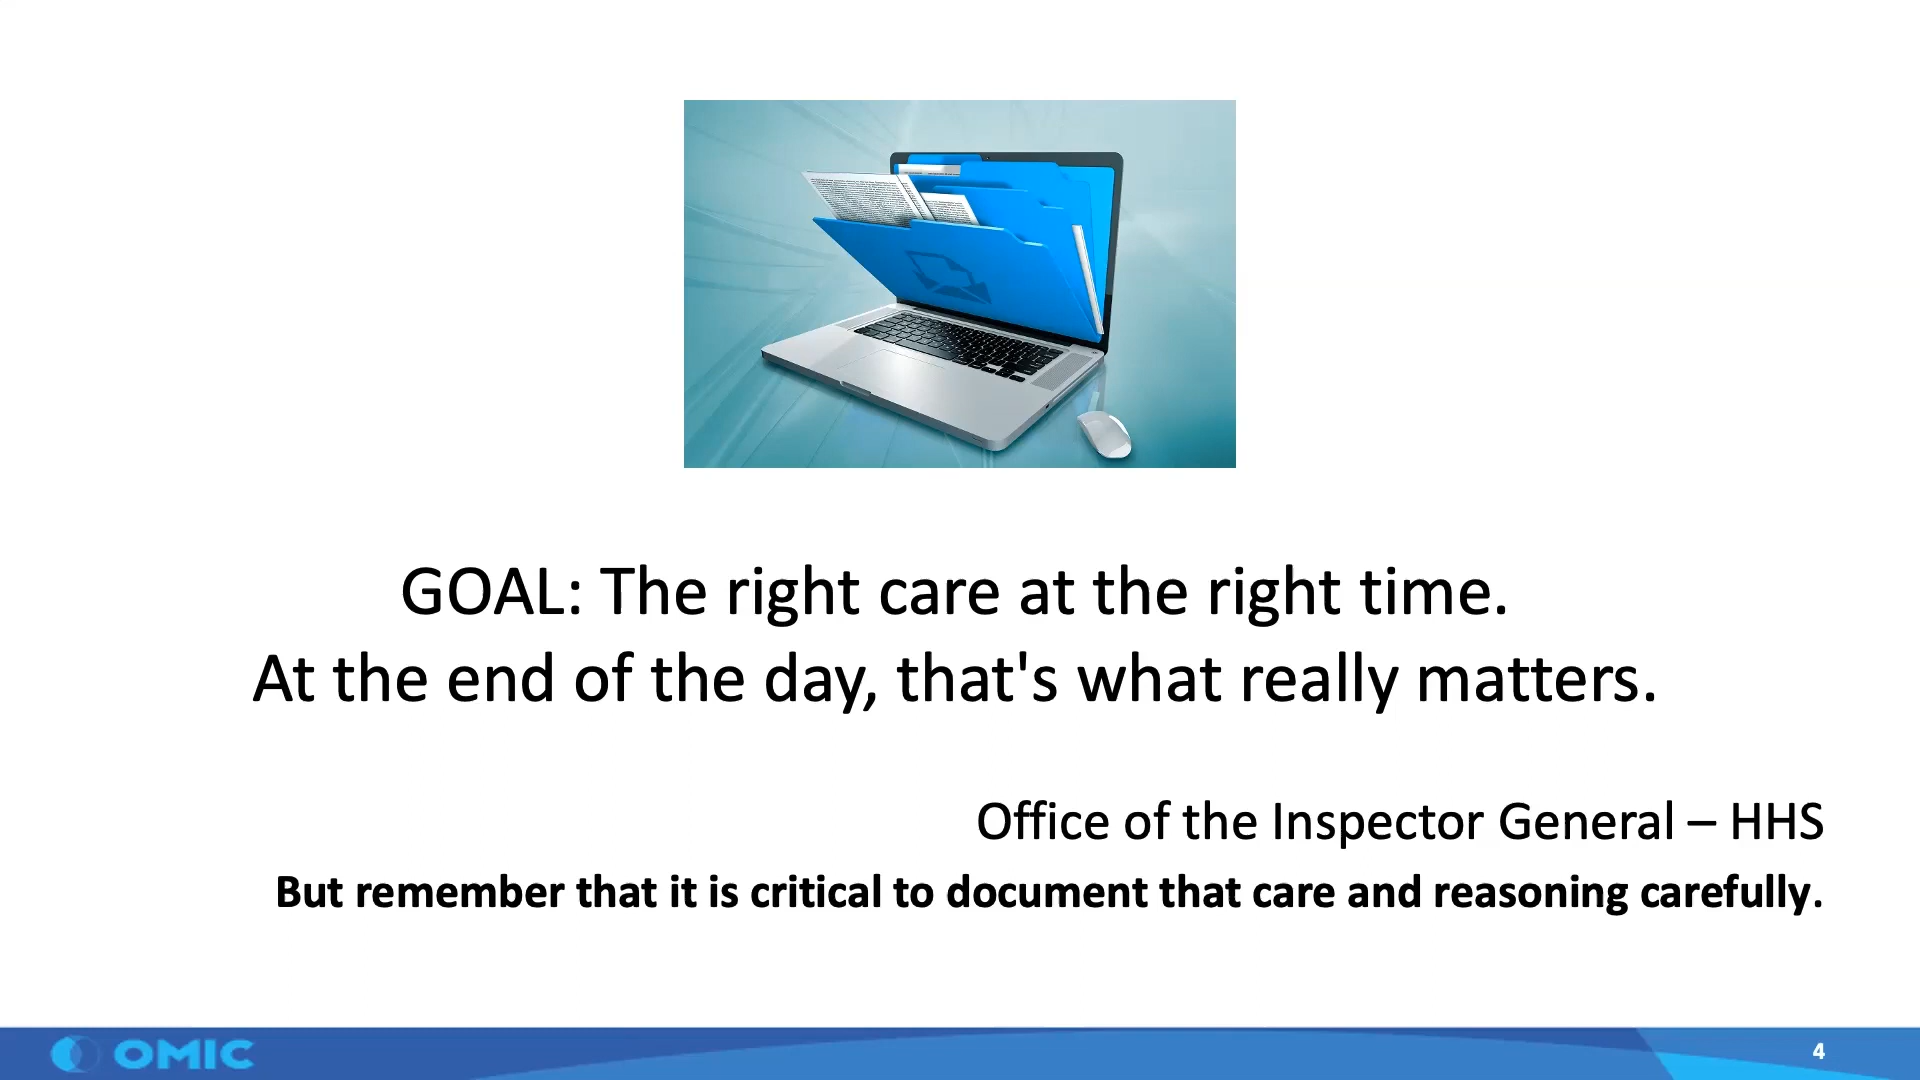 GOAL: The right care at the right time.
At the end of the day, that's what really matters.
Office of the Inspector General – HHS
But remember that it is critical to document that care and reasoning carefully.
OMIC
4